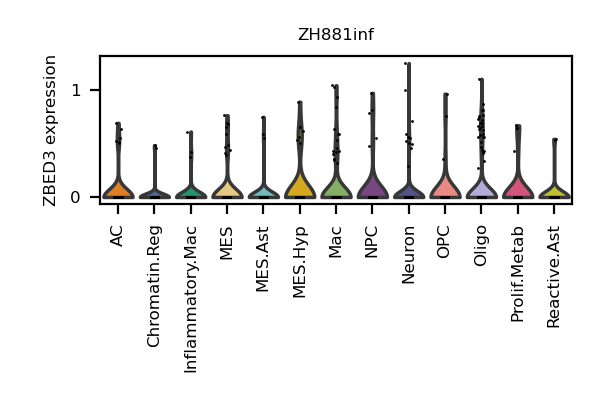 ZH881inf
ZBED3 expression
1
0
AC
Chromatin.Reg
Inflammatory.Mac
MES
MES.Ast
MES.Hyp
Mac
NPC
Neuron
OPC
Oligo
Prolif.Metab
Reactive.Ast